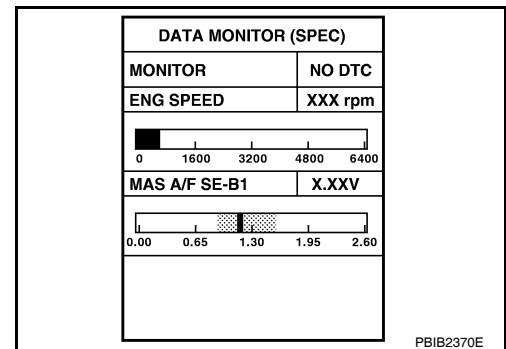 DATA MONITOR (SPEC)
MONITOR NO DTC
ENG SPEED XXX rpm
0 1600 3200 4800 6400
MAS A/F SE-B1 X.XXV
0.00 0.65 1.30 1.95 2.60
PBIB2370E